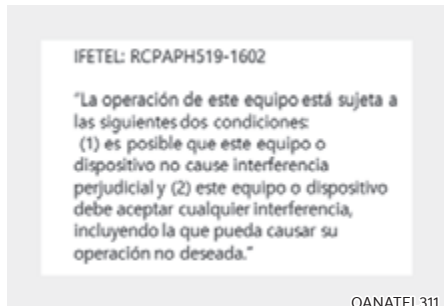 IFETEL: RCPAPH519-1602
"La operación de este equipo está sujeta a
las siguientes dos condiciones:
(1) es posible que este equipo o
dispositivo no cause interferencia
perjudicial y (2) este equipo o dispositivo
debe aceptar cualquier interferencia,
incluyendo la que pueda causar su
operación no deseada."
OANATEL311